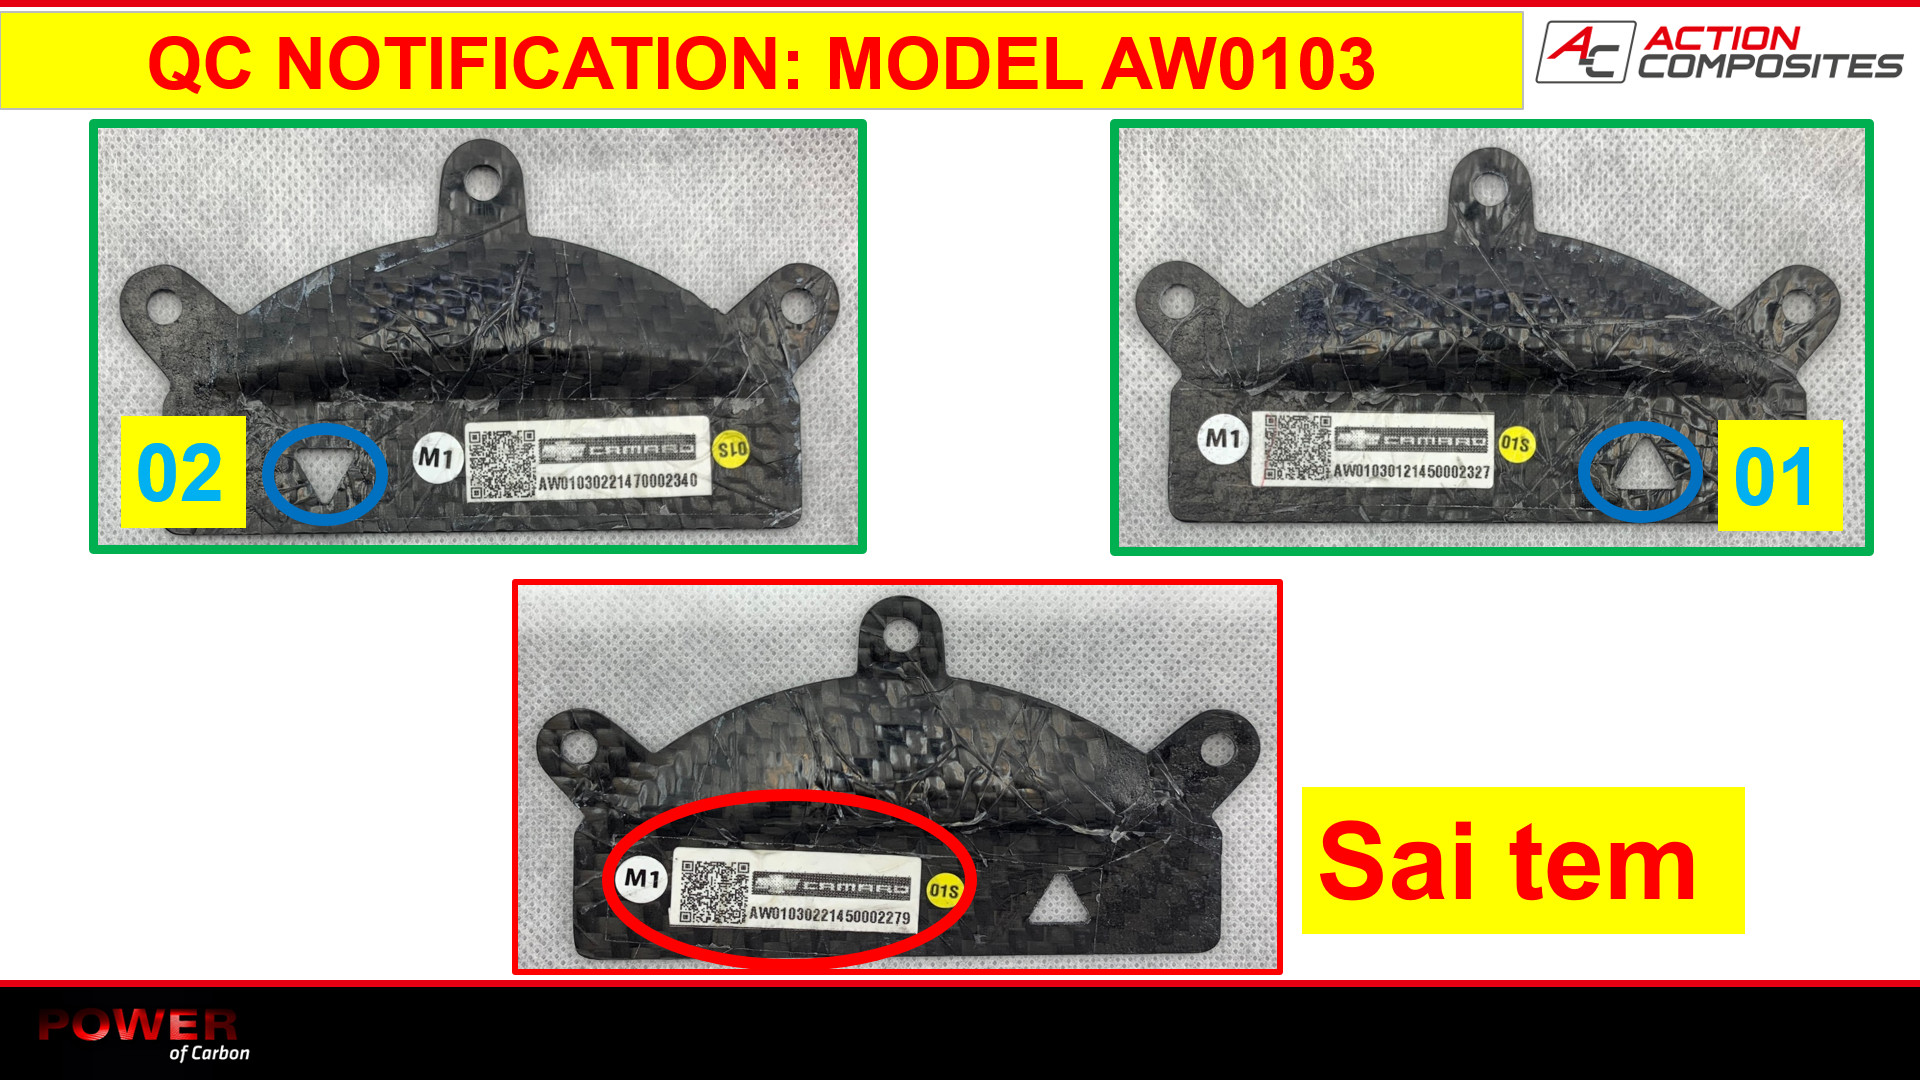 QC NOTIFICATION: MODEL AW0103
AC ACTION
COMPOSITES
02
M1
CAMARO
AW01030221470002340
01S
M1
CAMARO
AW01030121450002327
01S
01
M1
CAMARO
AW01030221450002279
01S
Sai tem
POWER
of Carbon